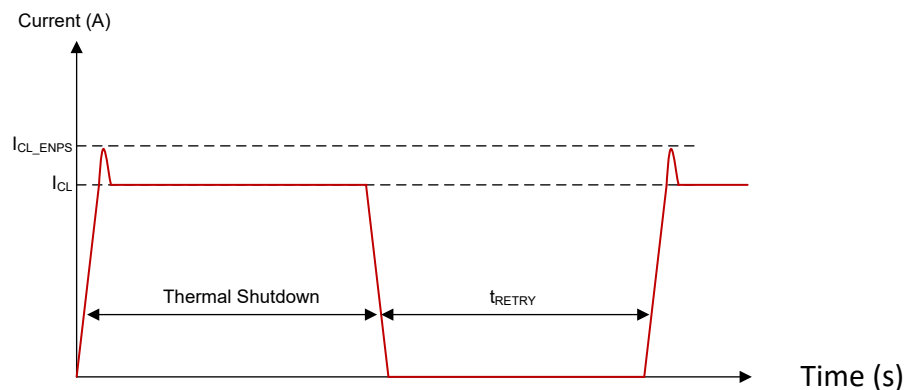 Current (A)
ICL_ENPS
ICL
Thermal Shutdown
tRETRY
Time (s)